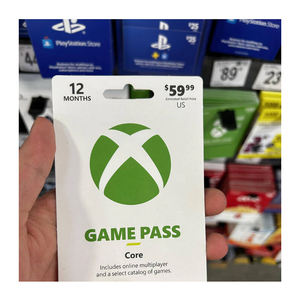 PlayStation Store
$25
PlayStation Store
12
MONTHS
$59.99
Estimated Retail Price
US
89
23
GAME PASS
Core
Includes online multiplayer
and a select catalog of games.